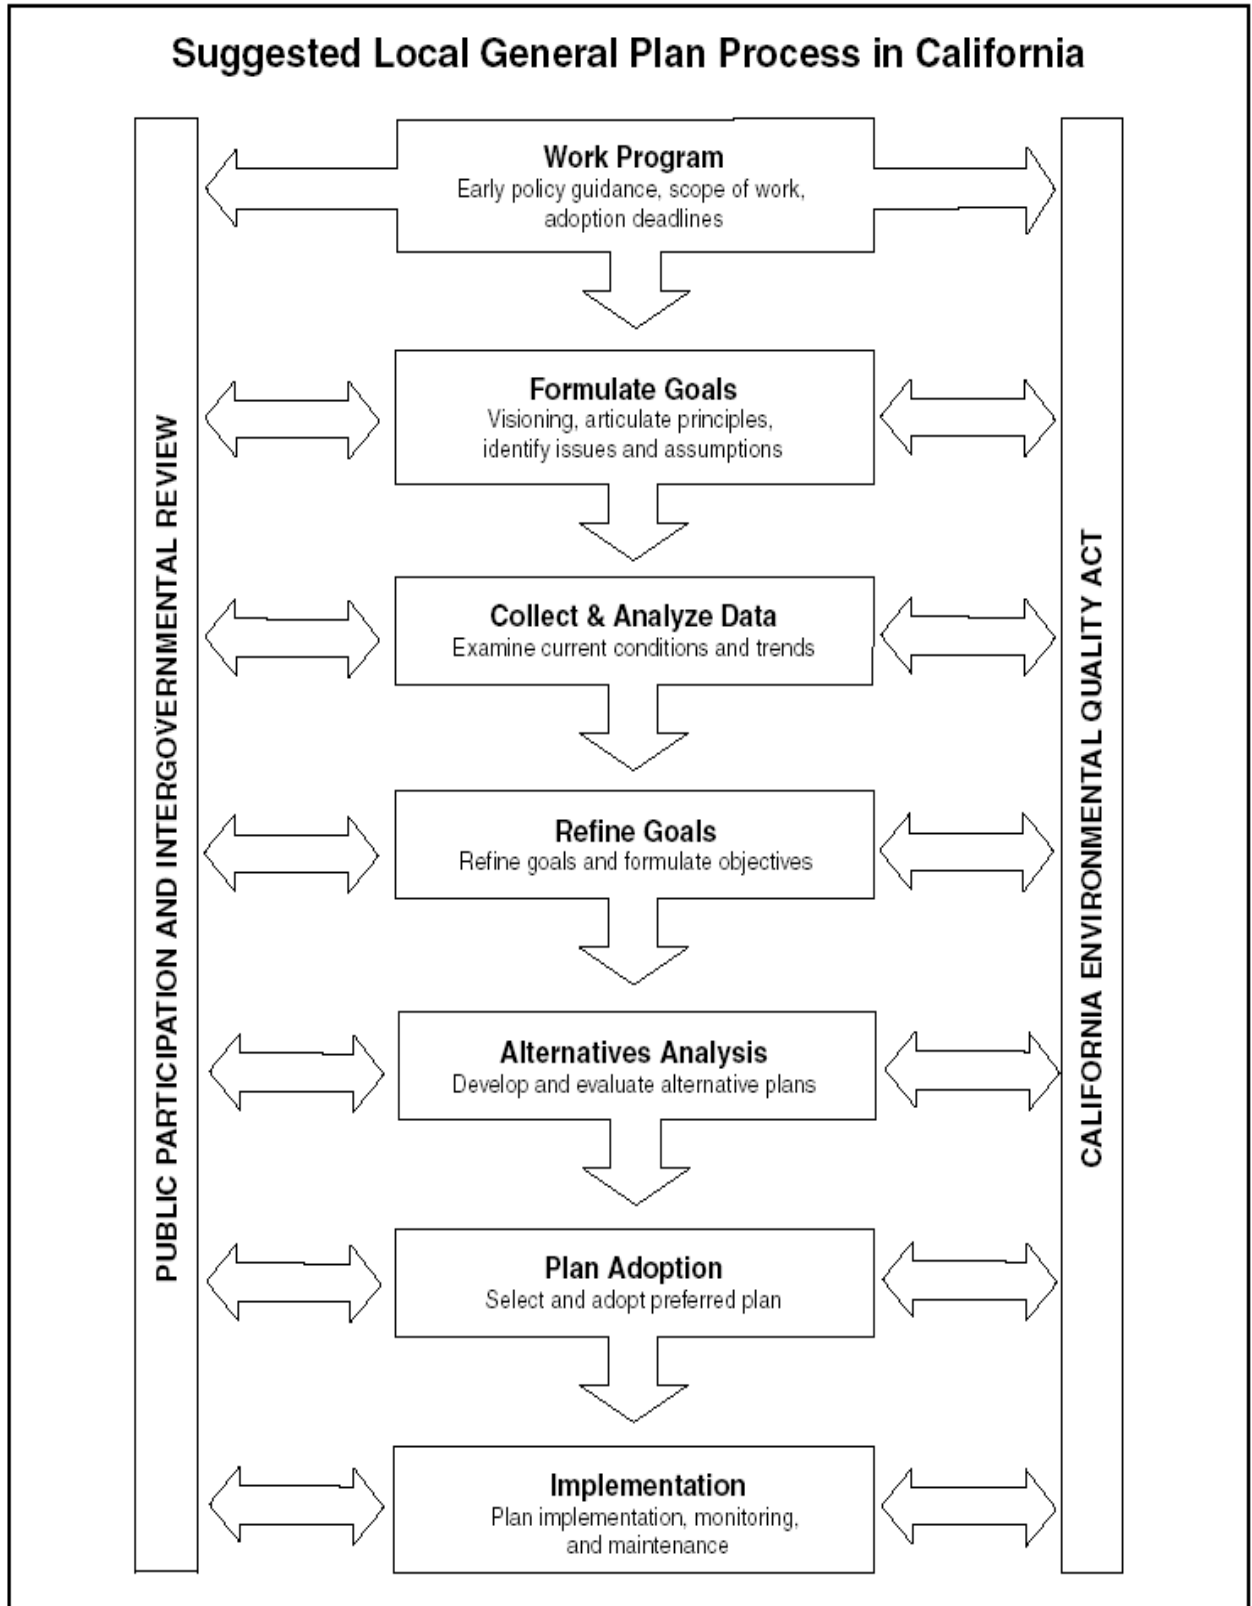 Suggested Local General Plan Process in California
Work Program
Early policy guidance, scope of work,
adoption deadlines
Formulate Goals
Visioning, articulate principles,
identify issues and assumptions
Collect & Analyze Data
Examine current conditions and trends
Refine Goals
Refine goals and formulate objectives
Alternatives Analysis
Develop and evaluate alternative plans
Plan Adoption
Select and adopt preferred plan
Implementation
Plan implementation, monitoring,
and maintenance
PUBLIC PARTICIPATION AND INTERGOVERNMENTAL REVIEW
CALIFORNIA ENVIRONMENTAL QUALITY ACT